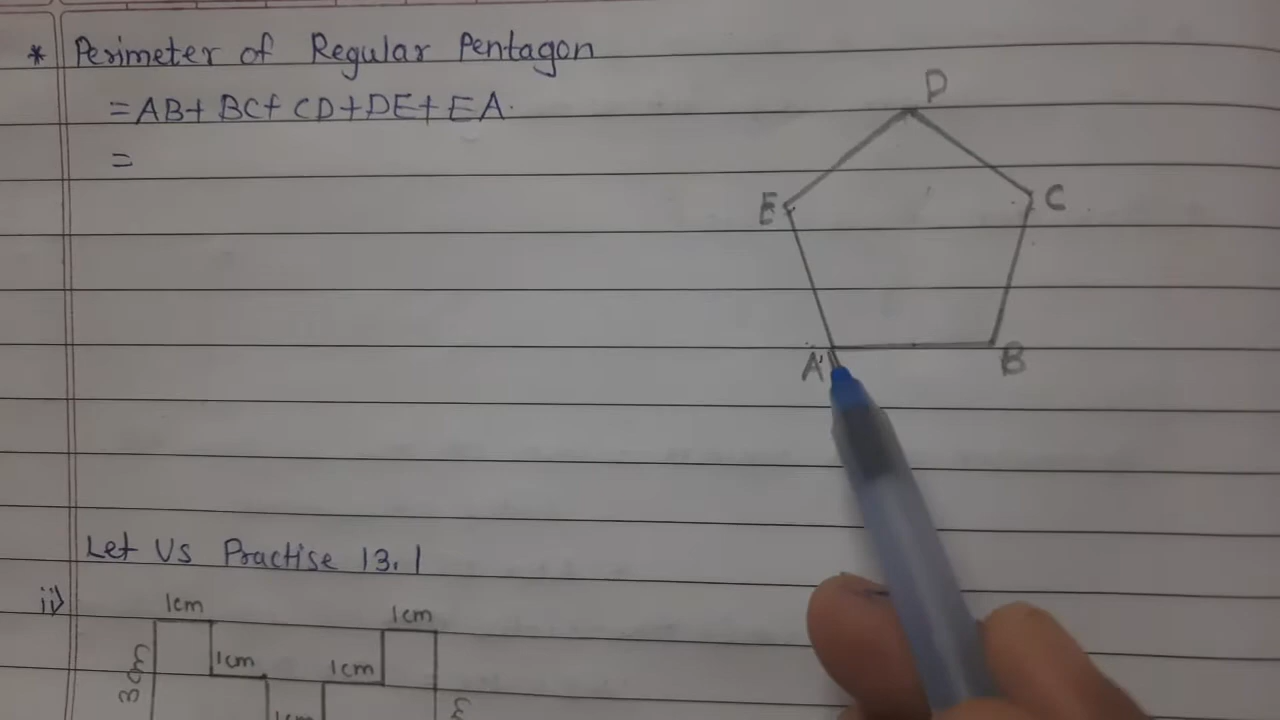 * Perimeter of Regular Pentagon
= AB + BC + CD + DE + EA.
=
D
E
C
A
B
Let Us Practise 13.1
ii>
1cm
1cm
1cm
1cm
3cm
1cm